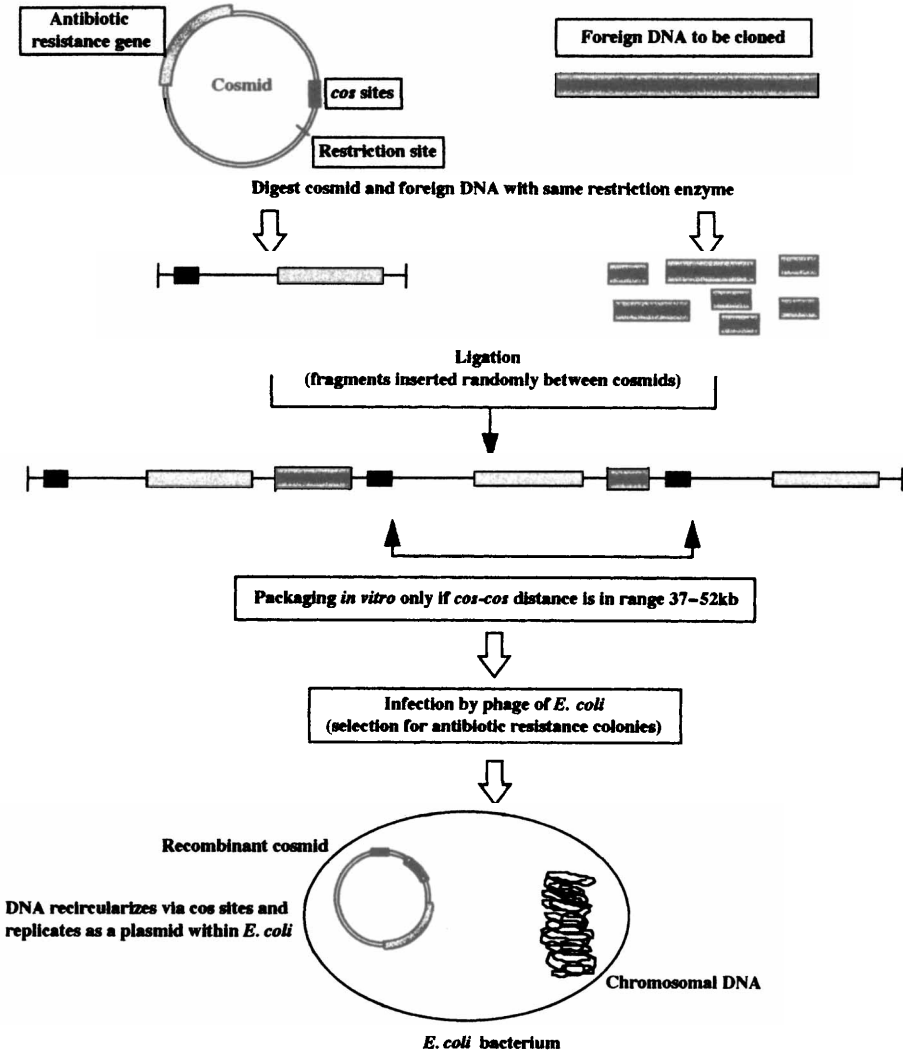 Antibiotic
resistance gene
Cosmid
cos sites
Restriction site
Foreign DNA to be cloned
Digest cosmid and foreign DNA with same restriction enzyme
Ligation
(fragments inserted randomly between cosmids)
Packaging in vitro only if cos-cos distance is in range 37–52kb
Infection by phage of E. coli
(selection for antibiotic resistance colonies)
Recombinant cosmid
DNA recircularizes via cos sites and
replicates as a plasmid within E. coli
Chromosomal DNA
E. coli bacterium